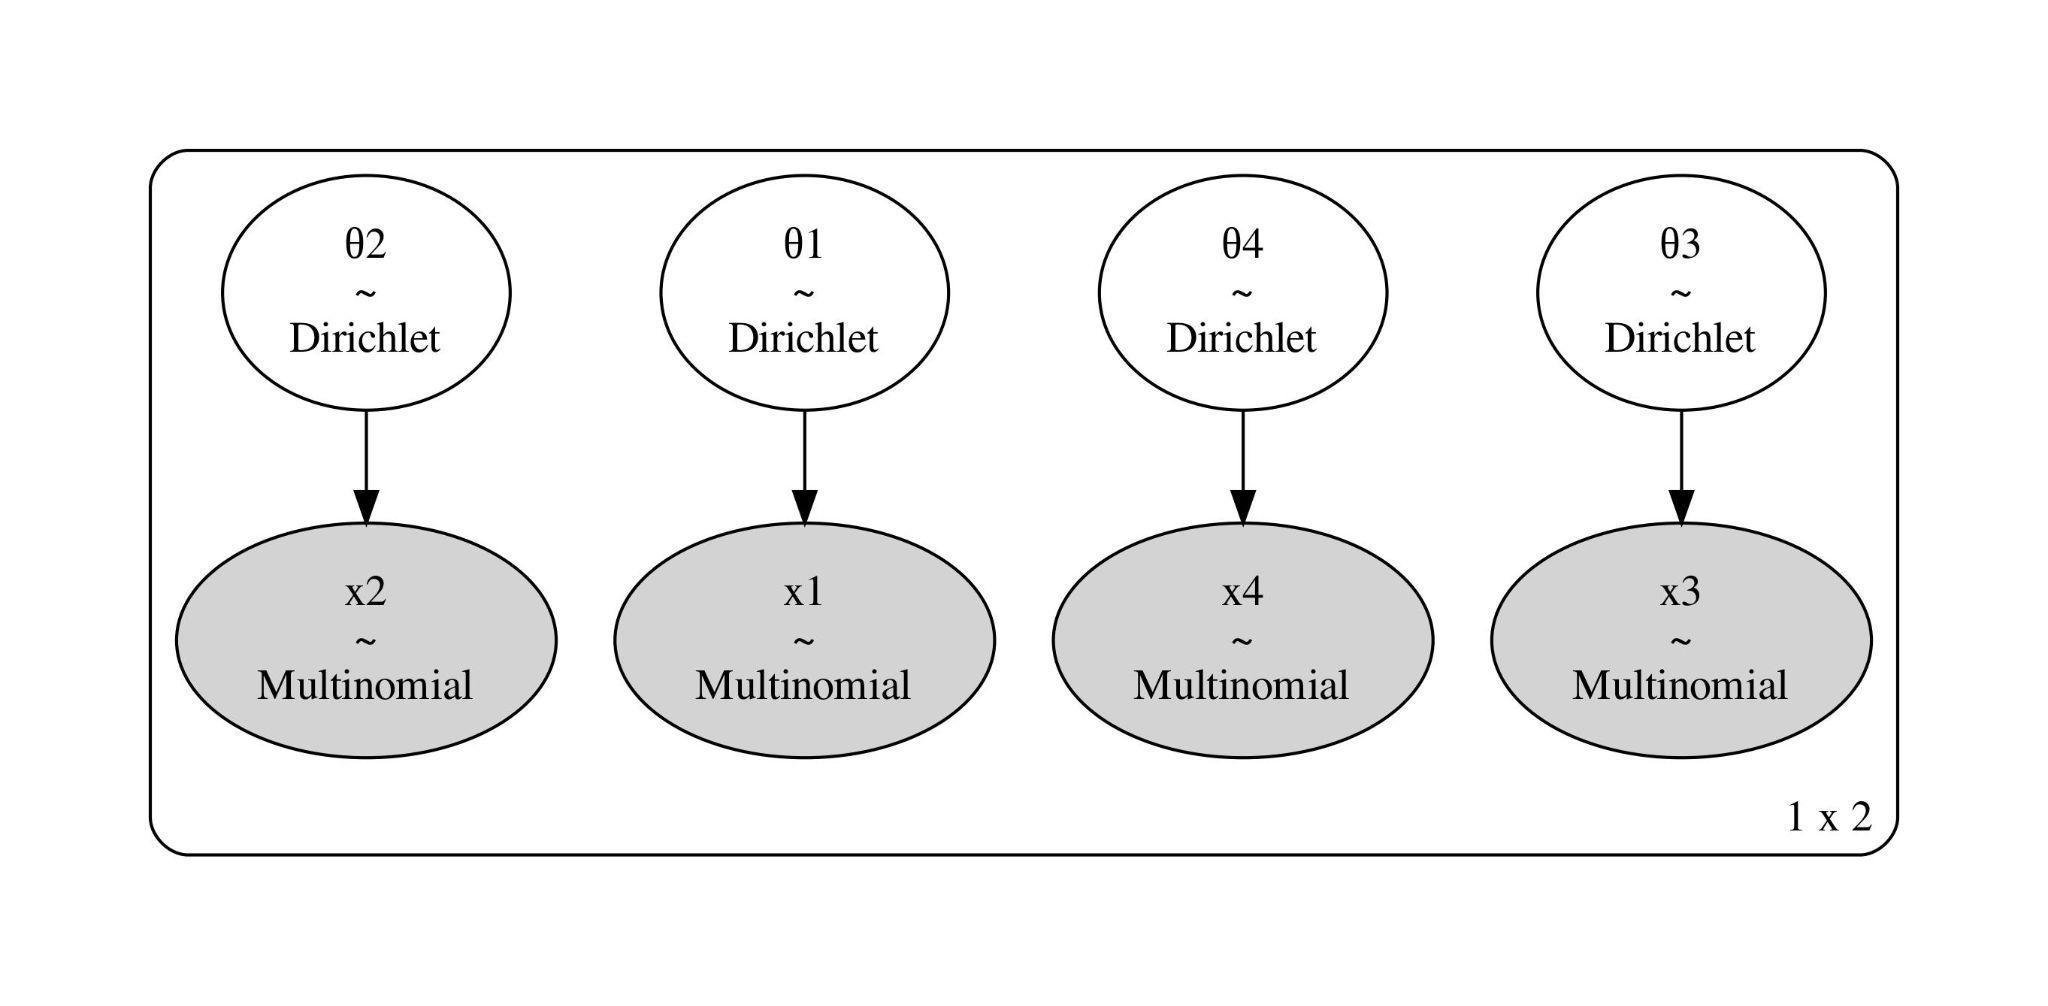 θ2
~
Dirichlet
θ1
~
Dirichlet
θ4
~
Dirichlet
θ3
~
Dirichlet
x2
~
Multinomial
x1
~
Multinomial
x4
~
Multinomial
x3
~
Multinomial
1 x 2